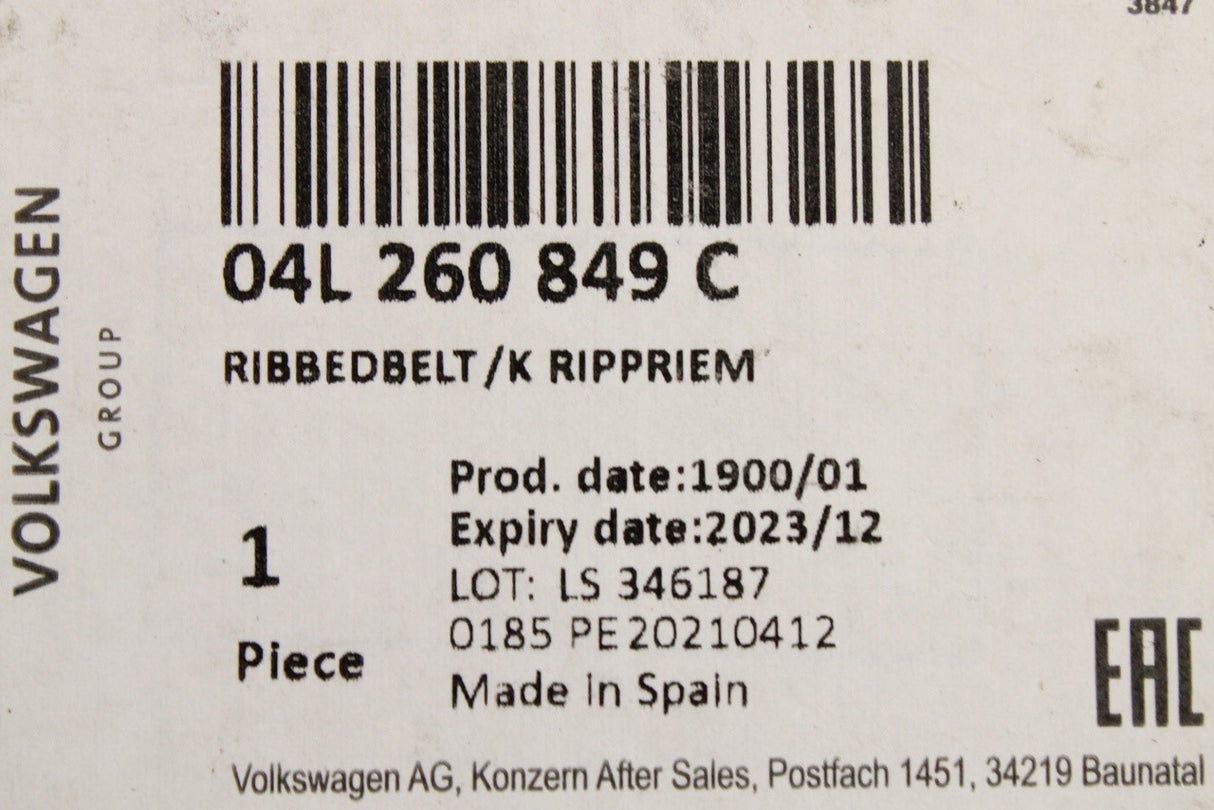 3847
VOLKSWAGEN
GROUP
04L 260 849 C
RIBBEDBELT/K RIPPRIEM
Prod. date:1900/01
Expiry date:2023/12
1
LOT: LS 346187
0185 PE20210412
Piece
Made in Spain
EAC
Volkswagen AG, Konzern After Sales, Postfach 1451, 34219 Baunatal